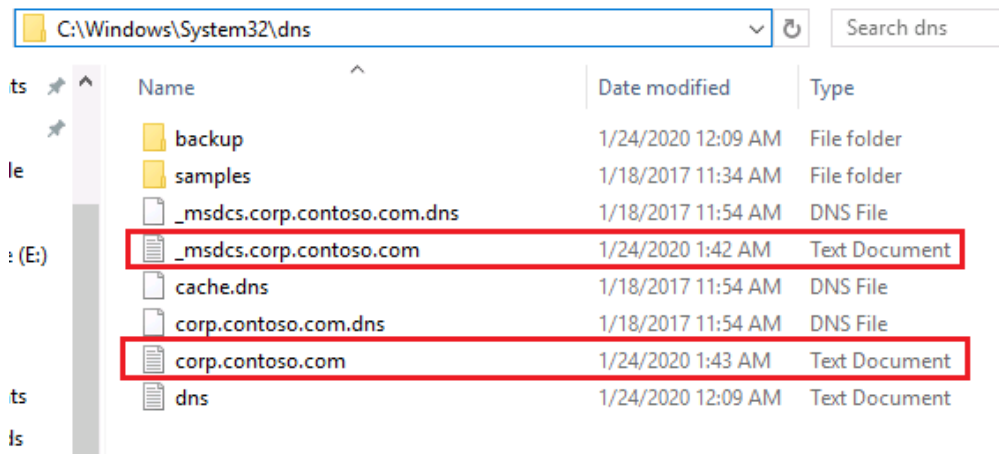 C:\Windows\System32\dns Search dns
Name Date modified Type
backup 1/24/2020 12:09 AM File folder
samples 1/18/2017 11:34 AM File folder
_msdcs.corp.contoso.com.dns 1/18/2017 11:54 AM DNS File
_msdcs.corp.contoso.com 1/24/2020 1:42 AM Text Document
(E:)
cache.dns 1/18/2017 11:54 AM DNS File
corp.contoso.com.dns 1/18/2017 11:54 AM DNS File
corp.contoso.com 1/24/2020 1:43 AM Text Document
dns 1/24/2020 12:09 AM Text Document